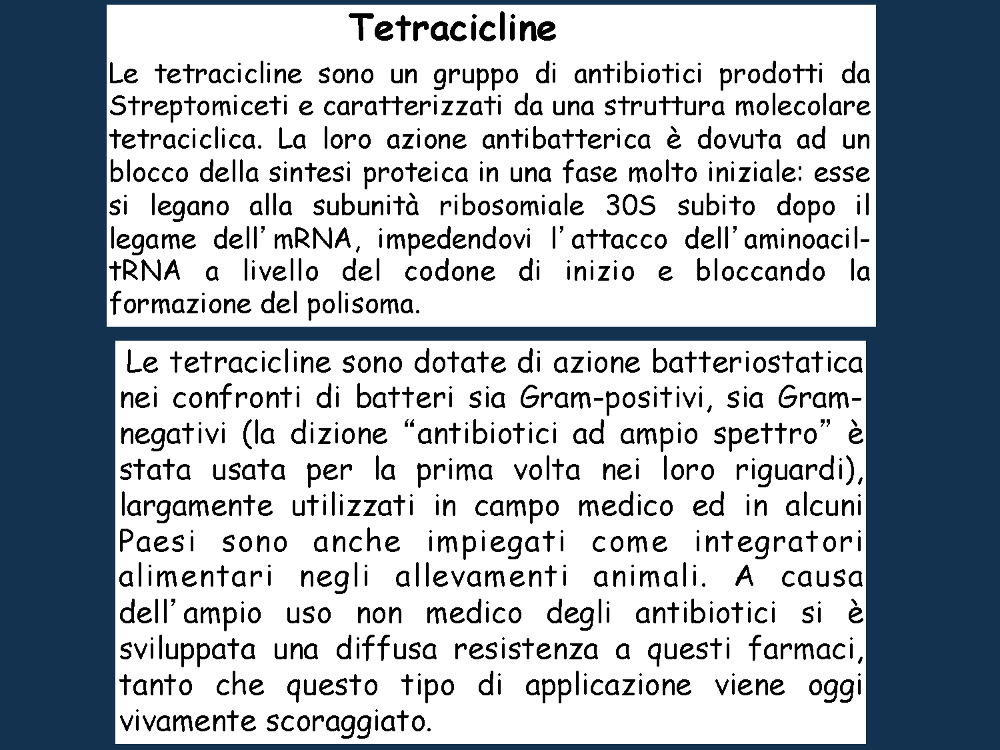 Tetracicline
Le tetracicline sono un gruppo di antibiotici prodotti da
Streptomiceti e caratterizzati da una struttura molecolare
tetraciclica. La loro azione antibatterica è dovuta ad un
blocco della sintesi proteica in una fase molto iniziale: esse
si legano alla subunità ribosomiale 30S subito dopo il
legame dell’mRNA, impedendovi l’attacco dell’aminoacil-
tRNA a livello del codone di inizio e bloccando la
formazione del polisoma.
Le tetracicline sono dotate di azione batteriostatica
nei confronti di batteri sia Gram-positivi, sia Gram-
negativi (la dizione “antibiotici ad ampio spettro” è
stata usata per la prima volta nei loro riguardi),
largamente utilizzati in campo medico ed in alcuni
Paesi sono anche impiegati come integratori
alimentari negli allevamenti animali. A causa
dell’ampio uso non medico degli antibiotici si è
sviluppata una diffusa resistenza a questi farmaci,
tanto che questo tipo di applicazione viene oggi
vivamente scoraggiato.